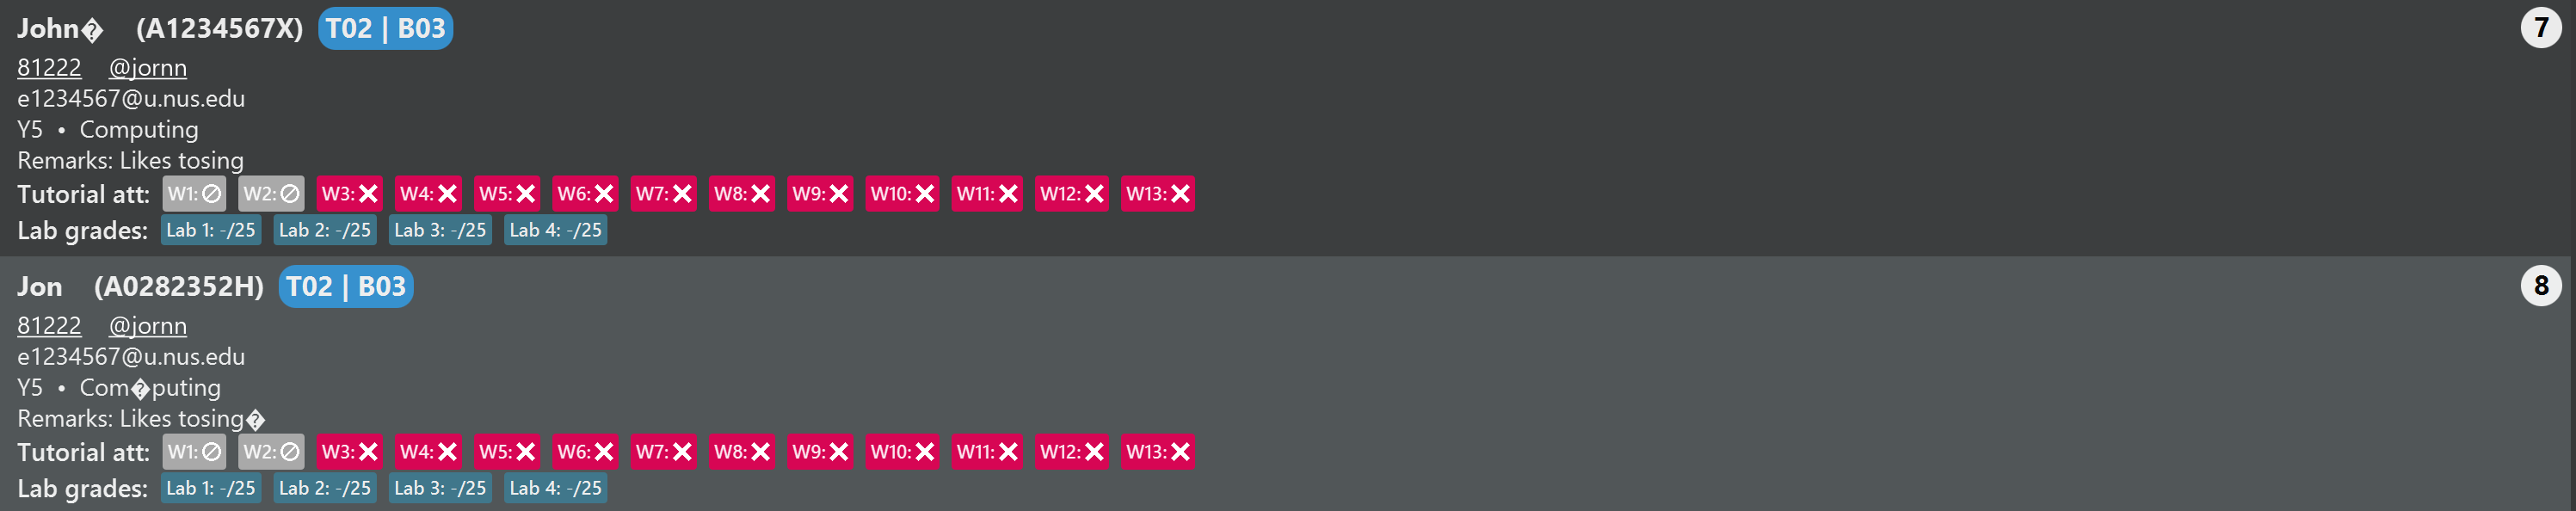 John� (A1234567X) T02 | B03 7
81222 @jornn
e1234567@u.nus.edu
Y5 • Computing
Remarks: Likes tosing
Tutorial att: W1: W2: W3: W4: W5: W6: W7: W8: W9: W10: W11: W12: W13:
Lab grades: Lab 1: -/25 Lab 2: -/25 Lab 3: -/25 Lab 4: -/25
Jon (A0282352H) T02 | B03 8
81222 @jornn
e1234567@u.nus.edu
Y5 • Com�puting
Remarks: Likes tosing�
Tutorial att: W1: W2: W3: W4: W5: W6: W7: W8: W9: W10: W11: W12: W13:
Lab grades: Lab 1: -/25 Lab 2: -/25 Lab 3: -/25 Lab 4: -/25